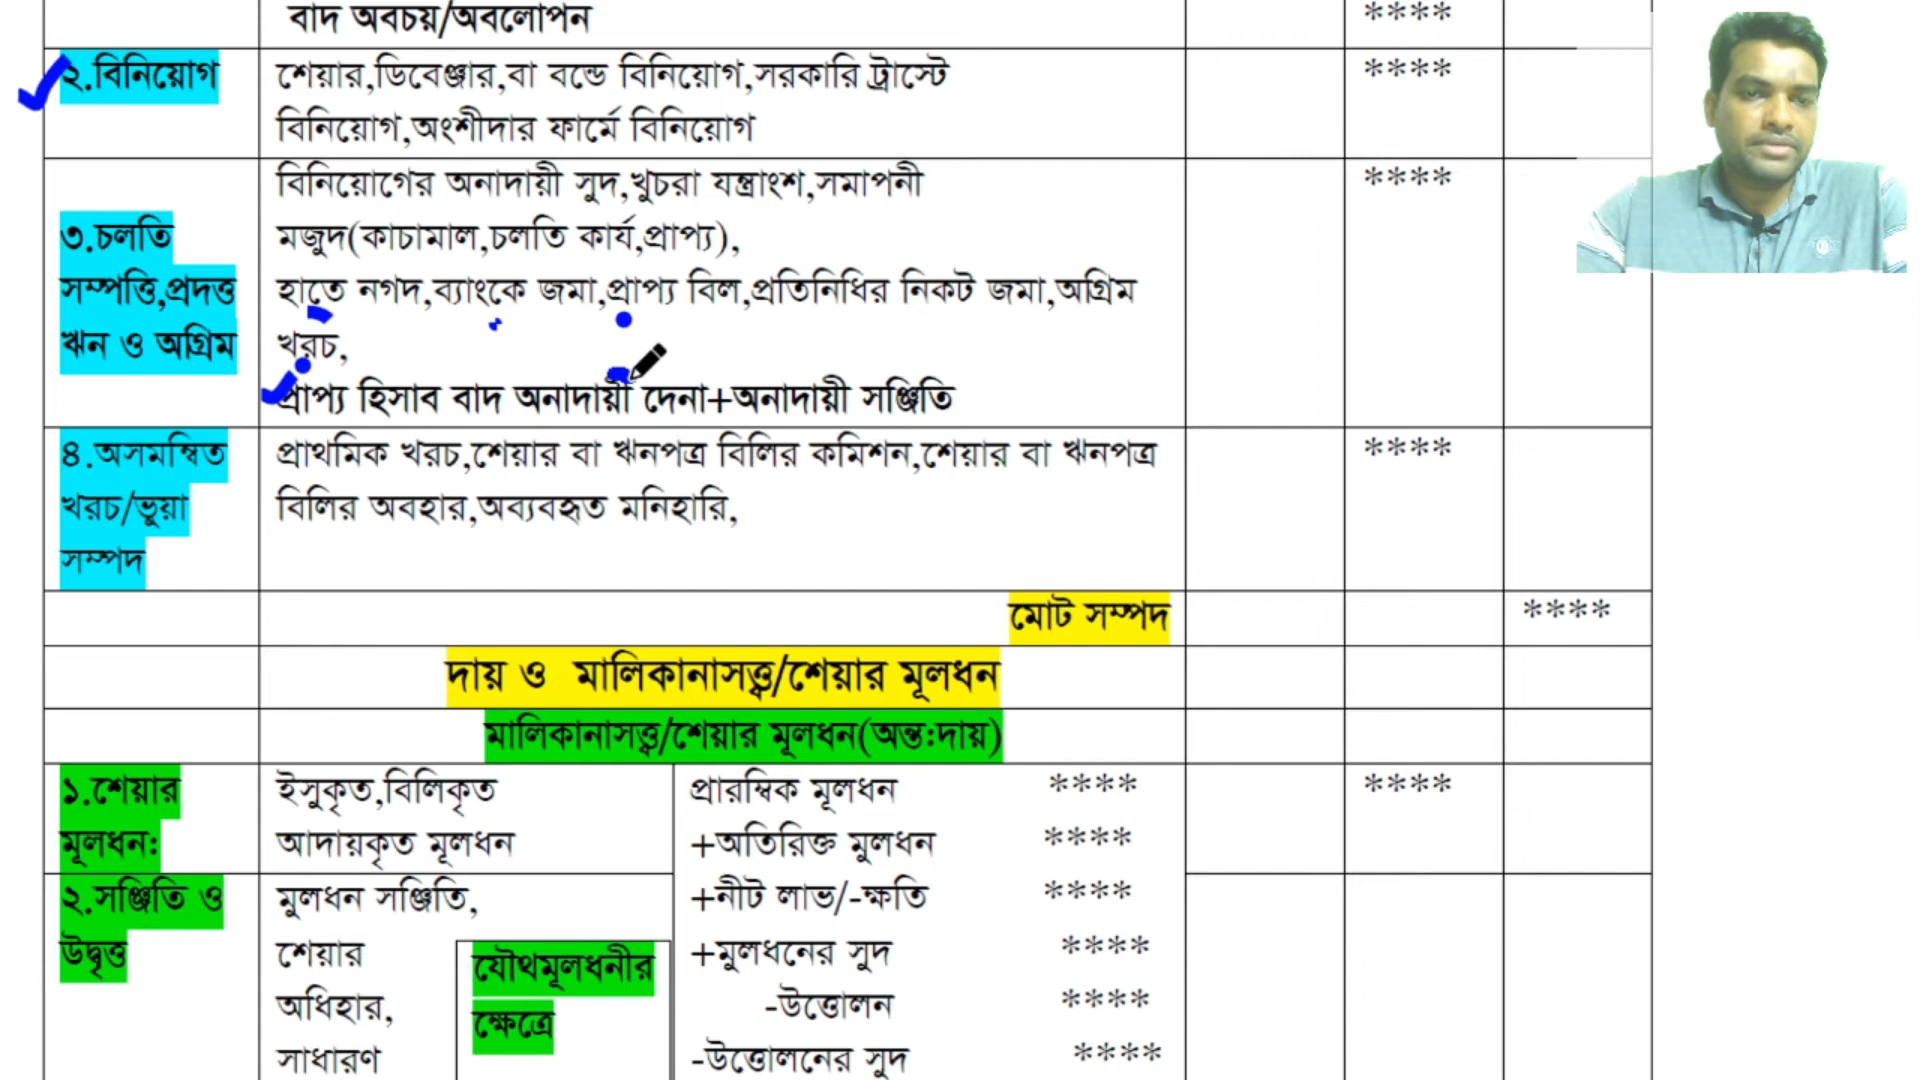 বাদ অবচয়/অবলোপন ****
২.বিনিয়োগ শেয়ার,ডিবেঞ্জার,বা বন্ডে বিনিয়োগ,সরকারি ট্রাস্টে ****
বিনিয়োগ,অংশীদার ফার্মে বিনিয়োগ
বিনিয়োগের অনাদায়ী সুদ,খুচরা যন্ত্রাংশ,সমাপনী ****
৩.চলতি মজুদ(কাচামাল,চলতি কার্য,প্রাপ্য),
সম্পত্তি,প্রদত্ত হাতে নগদ,ব্যাংকে জমা,প্রাপ্য বিল,প্রতিনিধির নিকট জমা,অগ্রিম
ঋন ও অগ্রিম খরচ,
প্রাপ্য হিসাব বাদ অনাদায়ী দেনা+অনাদায়ী সঞ্জিতি
৪.অসমম্বিত প্রাথমিক খরচ,শেয়ার বা ঋনপত্র বিলির কমিশন,শেয়ার বা ঋনপত্র ****
খরচ/ভূয়া বিলির অবহার,অব্যবহৃত মনিহারি,
সম্পদ
মোট সম্পদ ****
দায় ও মালিকানাসত্ত্ব/শেয়ার মূলধন
মালিকানাসত্ত্ব/শেয়ার মূলধন(অন্ত:দায়)
১.শেয়ার ইসুকৃত,বিলিকৃত প্রারম্বিক মূলধন **** ****
মূলধন: আদায়কৃত মূলধন +অতিরিক্ত মুলধন ****
২.সঞ্জিতি ও মুলধন সঞ্জিতি, +নীট লাভ/-ক্ষতি ****
উদ্বৃত্ত শেয়ার যৌথমূলধনীর +মুলধনের সুদ ****
অধিহার, ক্ষেত্রে -উত্তোলন ****
সাধারণ -উত্তোলনের সুদ ****